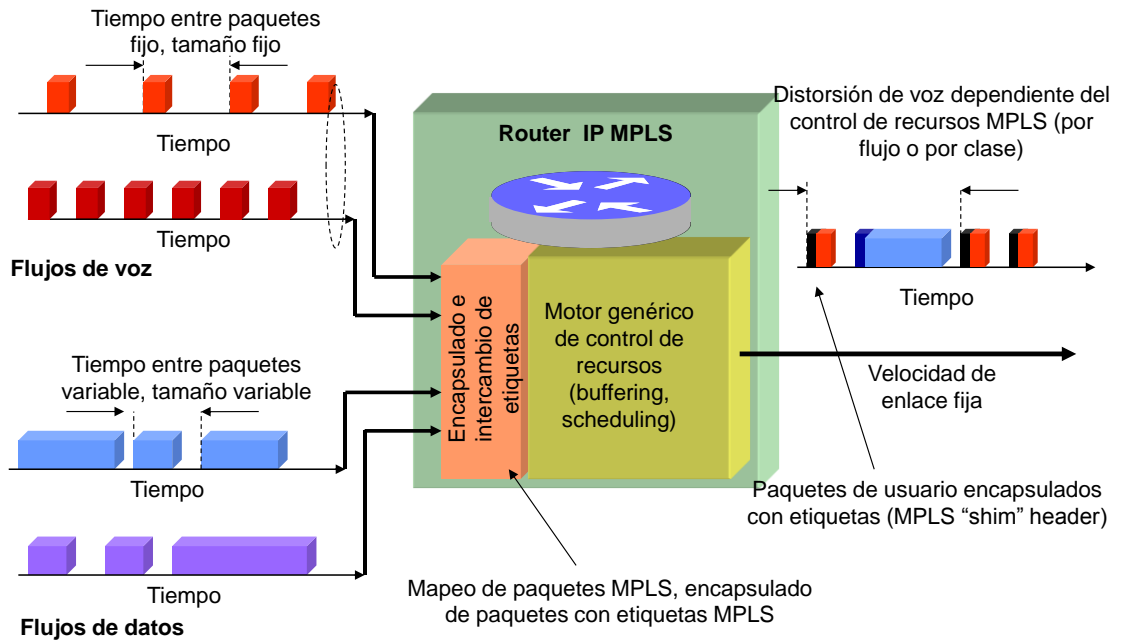 Tiempo entre paquetes
fijo, tamaño fijo
Tiempo
Tiempo
Flujos de voz
Tiempo entre paquetes
variable, tamaño variable
Tiempo
Tiempo
Flujos de datos
Router IP MPLS
Encapsulado e
intercambio de
etiquetas
Motor genérico
de control de
recursos
(buffering,
scheduling)
Mapeo de paquetes MPLS, encapsulado
de paquetes con etiquetas MPLS
Distorsión de voz dependiente del
control de recursos MPLS (por
flujo o por clase)
Tiempo
Velocidad de
enlace fija
Paquetes de usuario encapsulados
con etiquetas (MPLS “shim” header)